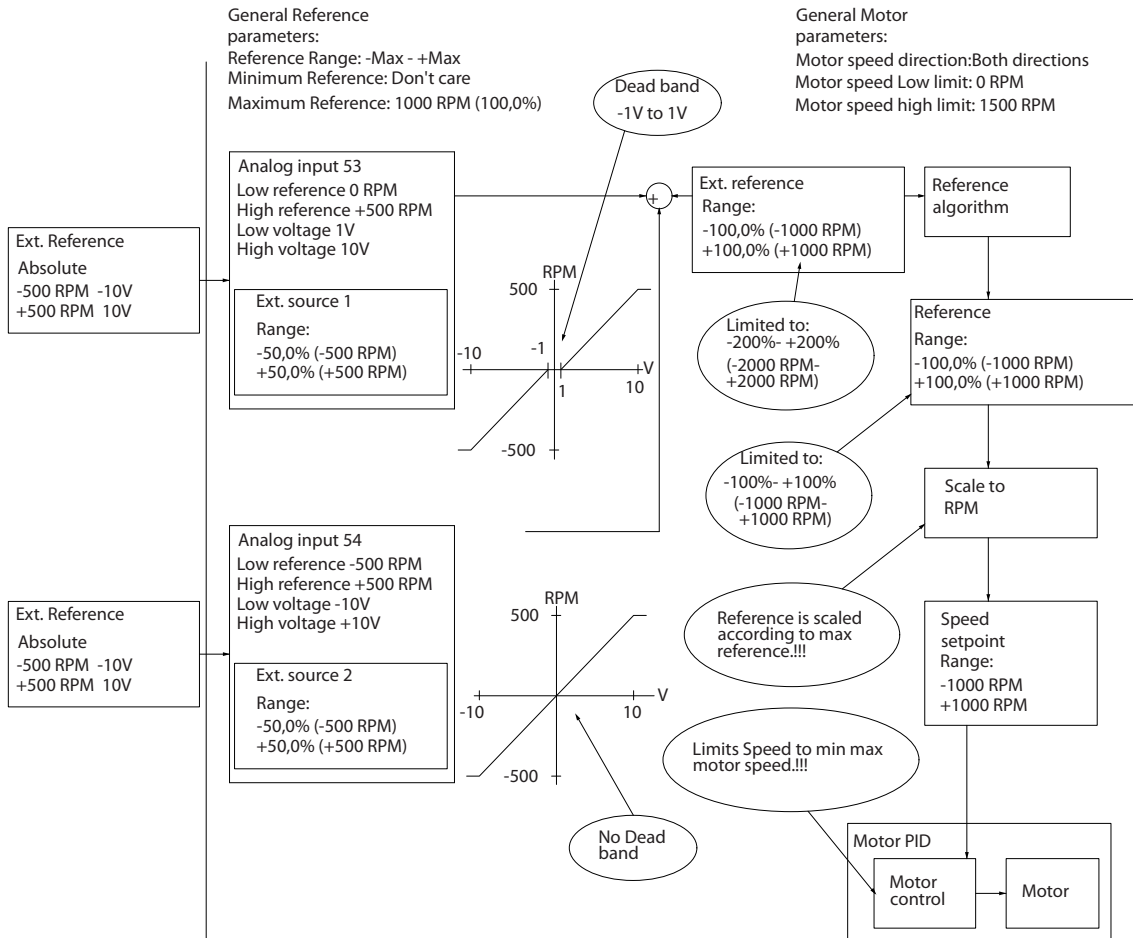 General Reference
parameters:
Reference Range: -Max - +Max
Minimum Reference: Don't care
Maximum Reference: 1000 RPM (100,0%)
General Motor
parameters:
Motor speed direction:Both directions
Motor speed Low limit: 0 RPM
Motor speed high limit: 1500 RPM
Dead band
-1V to 1V
Ext. Reference
Absolute
-500 RPM -10V
+500 RPM 10V
Analog input 53
Low reference 0 RPM
High reference +500 RPM
Low voltage 1V
High voltage 10V
Ext. source 1
Range:
-50,0% (-500 RPM)
+50,0% (+500 RPM)
RPM
500
-10
-1
V
1
10
-500
+
Ext. reference
Range:
-100,0% (-1000 RPM)
+100,0% (+1000 RPM)
Reference
algorithm
Limited to:
-200%- +200%
(-2000 RPM-
+2000 RPM)
Reference
Range:
-100,0% (-1000 RPM)
+100,0% (+1000 RPM)
Limited to:
-100%- +100%
(-1000 RPM-
+1000 RPM)
Scale to
RPM
Ext. Reference
Absolute
-500 RPM -10V
+500 RPM 10V
Analog input 54
Low reference -500 RPM
High reference +500 RPM
Low voltage -10V
High voltage +10V
Ext. source 2
Range:
-50,0% (-500 RPM)
+50,0% (+500 RPM)
RPM
500
V
-10
10
-500
No Dead
band
Reference is scaled
according to max
reference.!!!
Speed
setpoint
Range:
-1000 RPM
+1000 RPM
Limits Speed to min max
motor speed.!!!
Motor PID
Motor
control
Motor